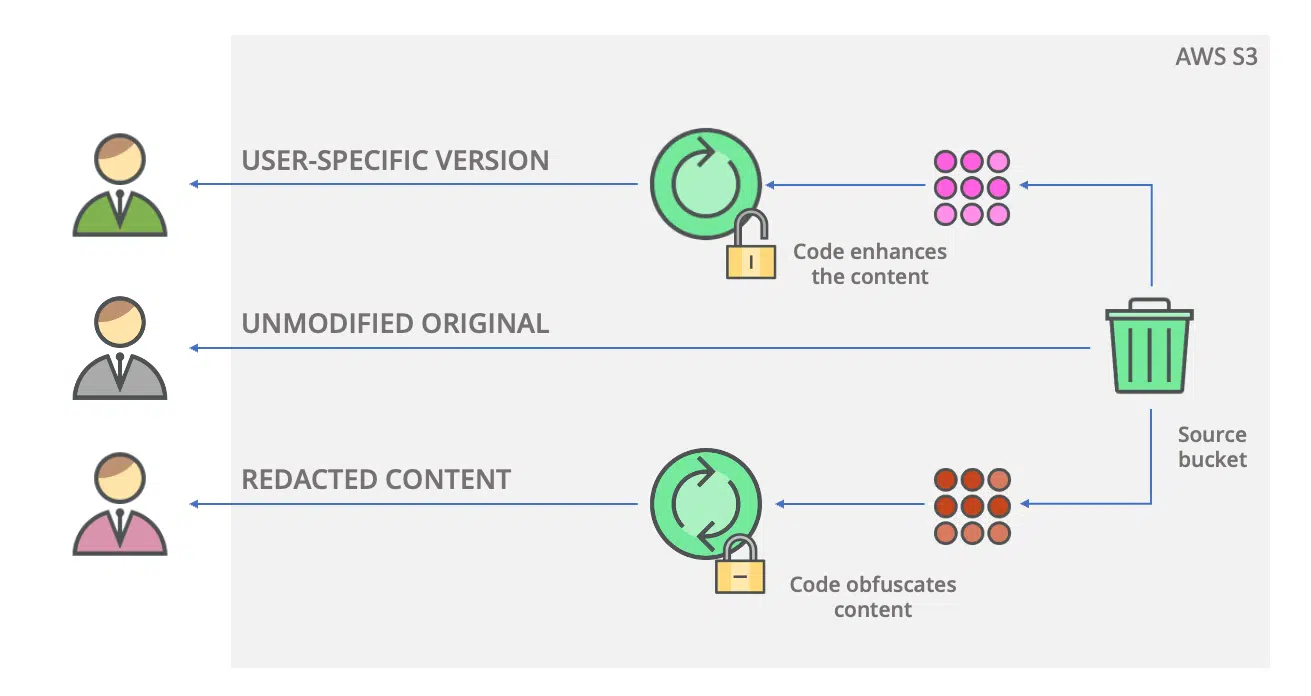 AWS S3
USER-SPECIFIC VERSION
Code enhances
the content
UNMODIFIED ORIGINAL
Source
bucket
REDACTED CONTENT
Code obfuscates
content